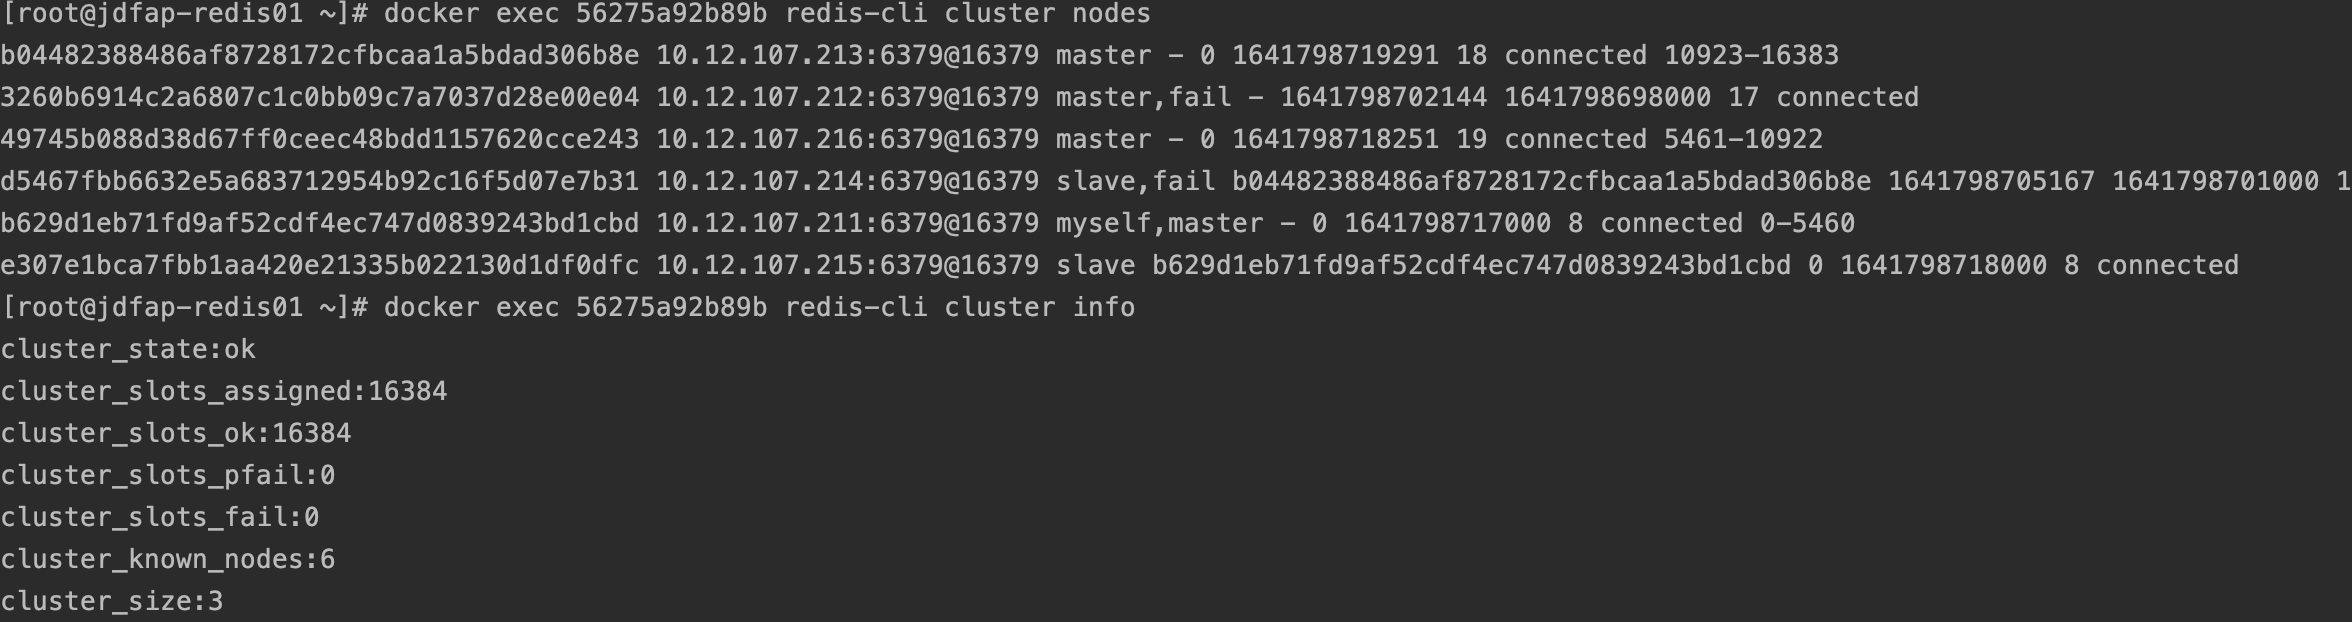 [root@jdfap-redis01 ~]# docker exec 56275a92b89b redis-cli cluster nodes
b04482388486af8728172cfbcaa1a5bdad306b8e 10.12.107.213:6379@16379 master - 0 1641798719291 18 connected 10923-16383
3260b6914c2a6807c1c0bb09c7a7037d28e00e04 10.12.107.212:6379@16379 master,fail - 1641798702144 1641798698000 17 connected
49745b088d38d67ff0ceec48bdd1157620cce243 10.12.107.216:6379@16379 master - 0 1641798718251 19 connected 5461-10922
d5467fbb6632e5a683712954b92c16f5d07e7b31 10.12.107.214:6379@16379 slave,fail b04482388486af8728172cfbcaa1a5bdad306b8e 1641798705167 1641798701000 1
b629d1eb71fd9af52cdf4ec747d0839243bd1cbd 10.12.107.211:6379@16379 myself,master - 0 1641798717000 8 connected 0-5460
e307e1bca7fbb1aa420e21335b022130d1df0dfc 10.12.107.215:6379@16379 slave b629d1eb71fd9af52cdf4ec747d0839243bd1cbd 0 1641798718000 8 connected
[root@jdfap-redis01 ~]# docker exec 56275a92b89b redis-cli cluster info
cluster_state:ok
cluster_slots_assigned:16384
cluster_slots_ok:16384
cluster_slots_pfail:0
cluster_slots_fail:0
cluster_known_nodes:6
cluster_size:3